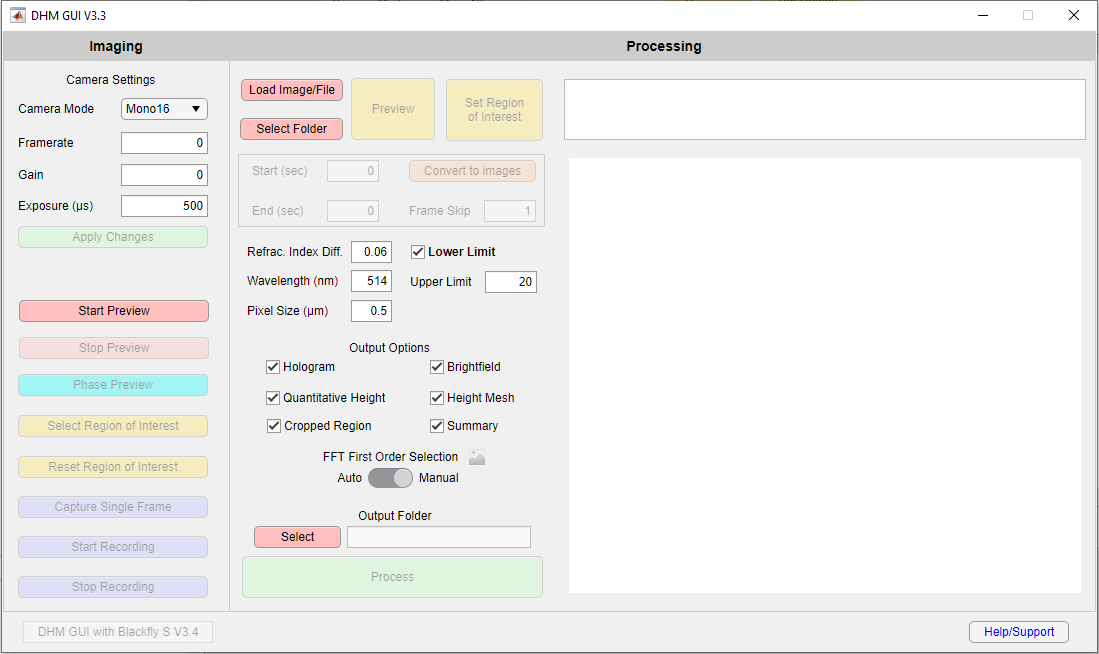 DHM GUI V3.3
Imaging
Processing
Camera Settings
Camera Mode Mono16
Framerate 0
Gain 0
Exposure (µs) 500
Apply Changes
Start Preview
Stop Preview
Phase Preview
Select Region of Interest
Reset Region of Interest
Capture Single Frame
Start Recording
Stop Recording
Load Image/File
Select Folder
Preview
Set Region
of Interest
Start (sec) 0 Convert to images
End (sec) 0 Frame Skip 1
Refrac. Index Diff. 0.06 Lower Limit
Wavelength (nm) 514 Upper Limit 20
Pixel Size (µm) 0.5
Output Options
Hologram Brightfield
Quantitative Height Height Mesh
Cropped Region Summary
FFT First Order Selection
Auto Manual
Output Folder
Select
Process
DHM GUI with Blackfly S V3.4
Help/Support